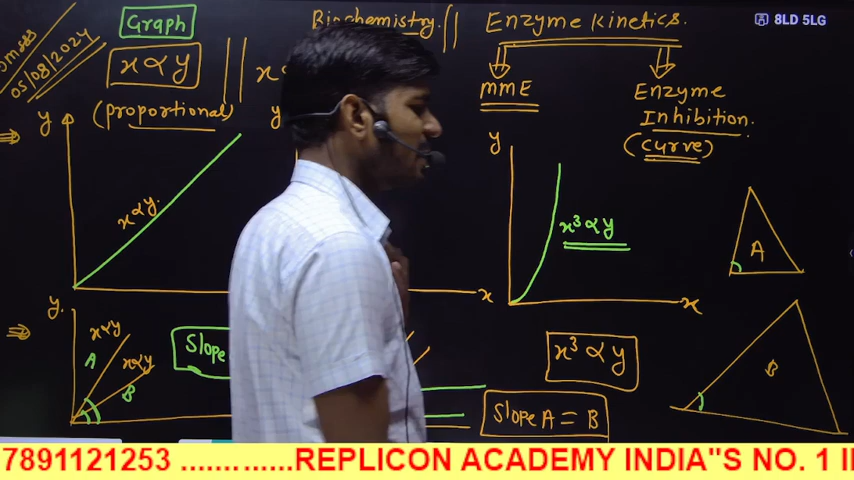 Graph
Biochemistry. || Enzyme kinetics.
8LD 5LG
05/08/2024
x∝y
x
MME
Enzyme
Inhibition.
(curve)
(proportional)
y
y
y
x∝y.
x³∝y
A
x
x
y.
x∝y
A
x∝y
B
Slope
x³∝y
B
Slope A = B
7891121253 .............REPLICON ACADEMY INDIA"S NO. 1 I